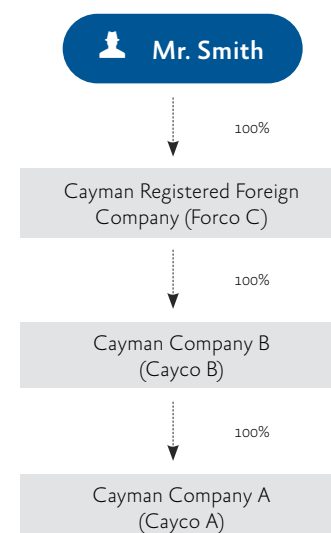 Mr. Smith
100%
Cayman Registered Foreign
Company (Forco C)
100%
Cayman Company B
(Cayco B)
100%
Cayman Company A
(Cayco A)